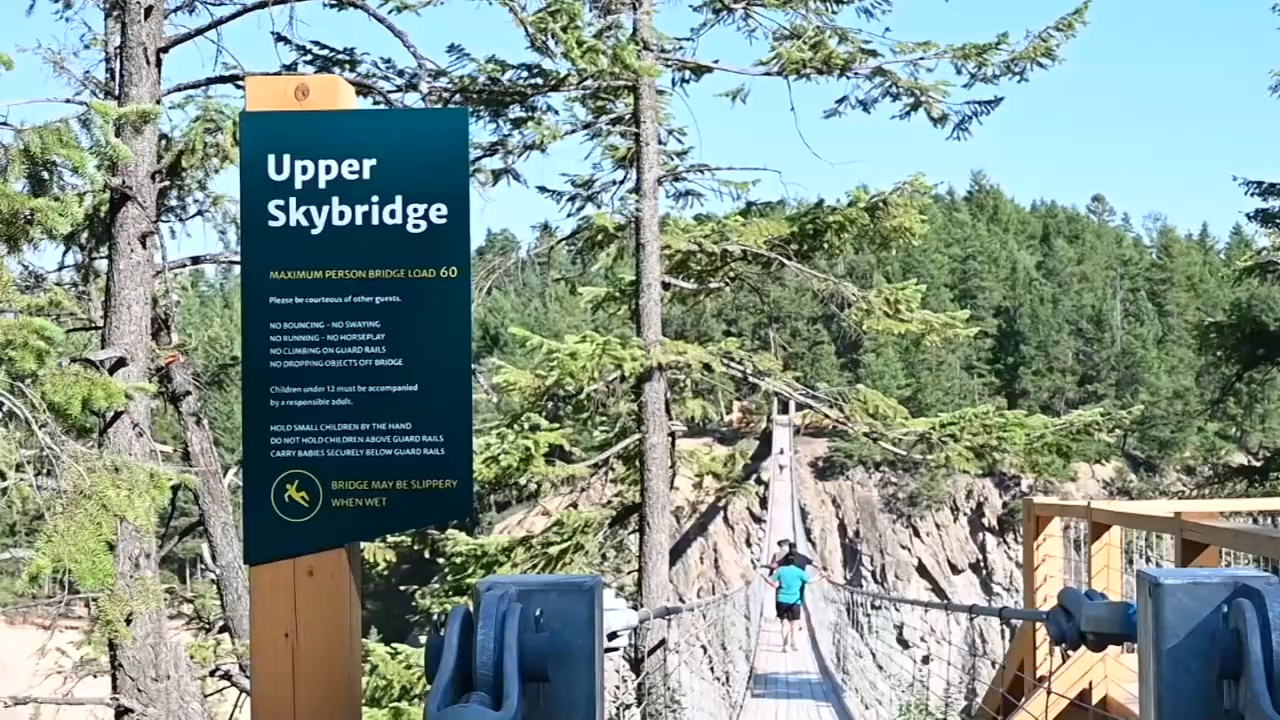 Upper
Skybridge
MAXIMUM PERSON BRIDGE LOAD 60
Please be courteous of other guests.
NO BOUNCING - NO SWAYING
NO RUNNING - NO HORSEPLAY
NO CLIMBING ON GUARD RAILS
NO DROPPING OBJECTS OFF BRIDGE
Children under 12 must be accompanied
by a responsible adult.
HOLD SMALL CHILDREN BY THE HAND
DO NOT HOLD CHILDREN ABOVE GUARD RAILS
CARRY BABIES SECURELY BELOW GUARD RAILS
BRIDGE MAY BE SLIPPERY
WHEN WET